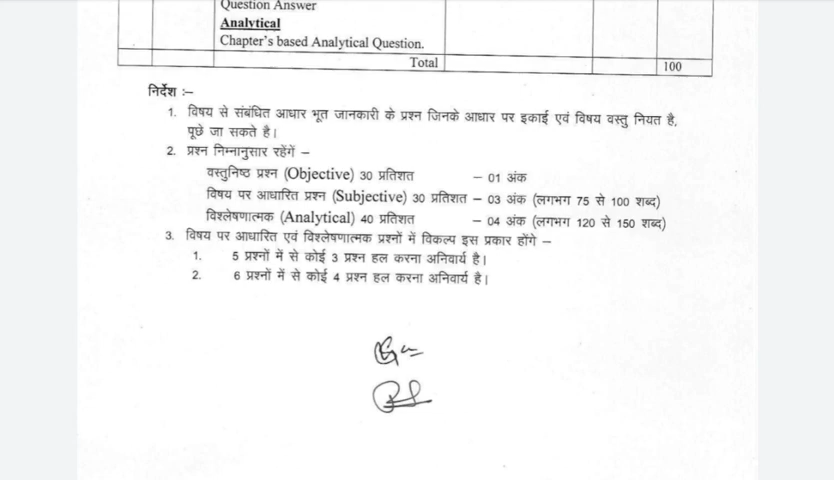 Question Answer
Analytical
Chapter's based Analytical Question.
Total 100
निर्देश :–
1. विषय से संबंधित आधार भूत जानकारी के प्रश्न जिनके आधार पर इकाई एवं विषय वस्तु नियत है,
पूछे जा सकते है।
2. प्रश्न निम्नानुसार रहेंगें –
वस्तुनिष्ठ प्रश्न (Objective) 30 प्रतिशत – 01 अंक
विषय पर आधारित प्रश्न (Subjective) 30 प्रतिशत – 03 अंक (लगभग 75 से 100 शब्द)
विश्लेषणात्मक (Analytical) 40 प्रतिशत – 04 अंक (लगभग 120 से 150 शब्द)
3. विषय पर आधारित एवं विश्लेषणात्मक प्रश्नों में विकल्प इस प्रकार होंगे –
1. 5 प्रश्नों में से कोई 3 प्रश्न हल करना अनिवार्य है।
2. 6 प्रश्नों में से कोई 4 प्रश्न हल करना अनिवार्य है।